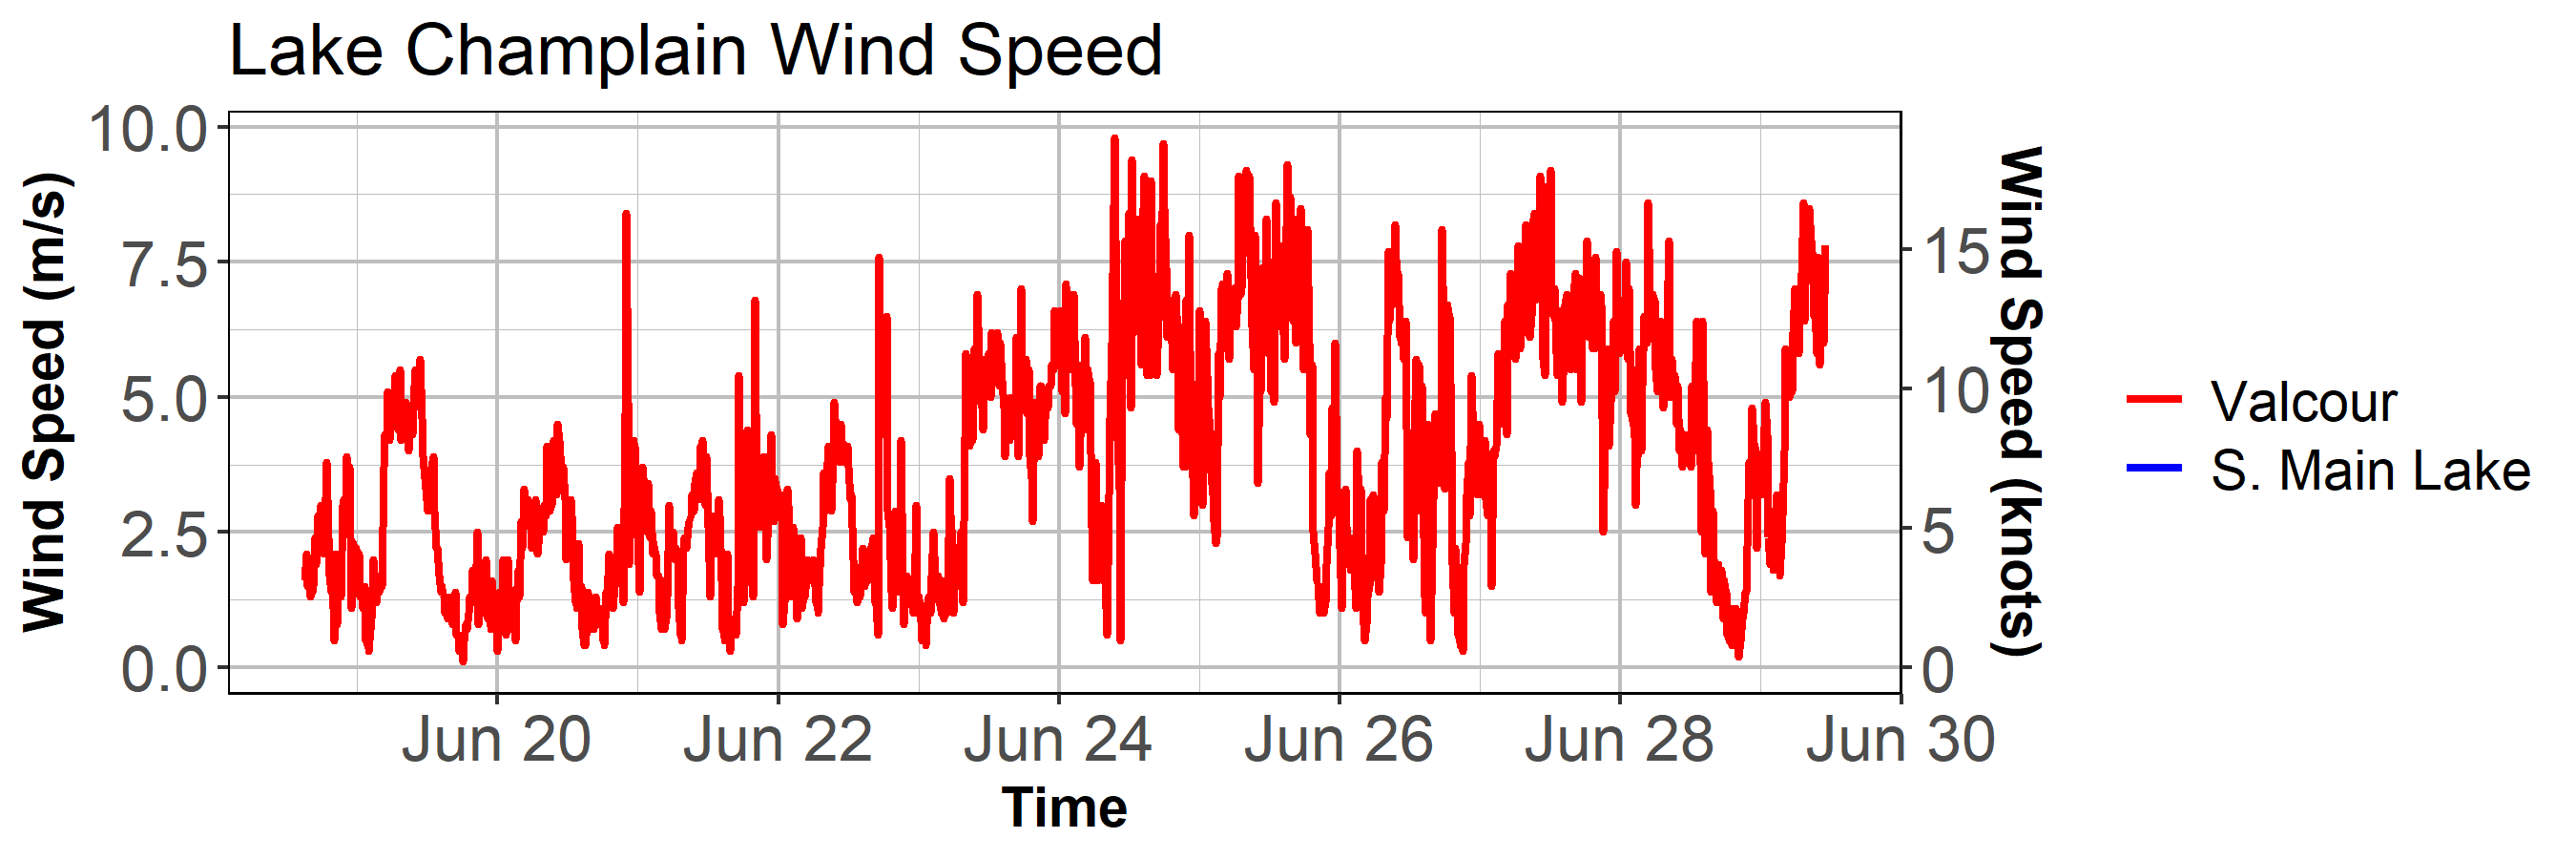 Lake Champlain Wind Speed
10.0
7.5
5.0
2.5
0.0
Wind Speed (m/s)
15
10
5
0
Wind Speed (knots)
Jun 20 Jun 22 Jun 24 Jun 26 Jun 28 Jun 30
Time
Valcour
S. Main Lake